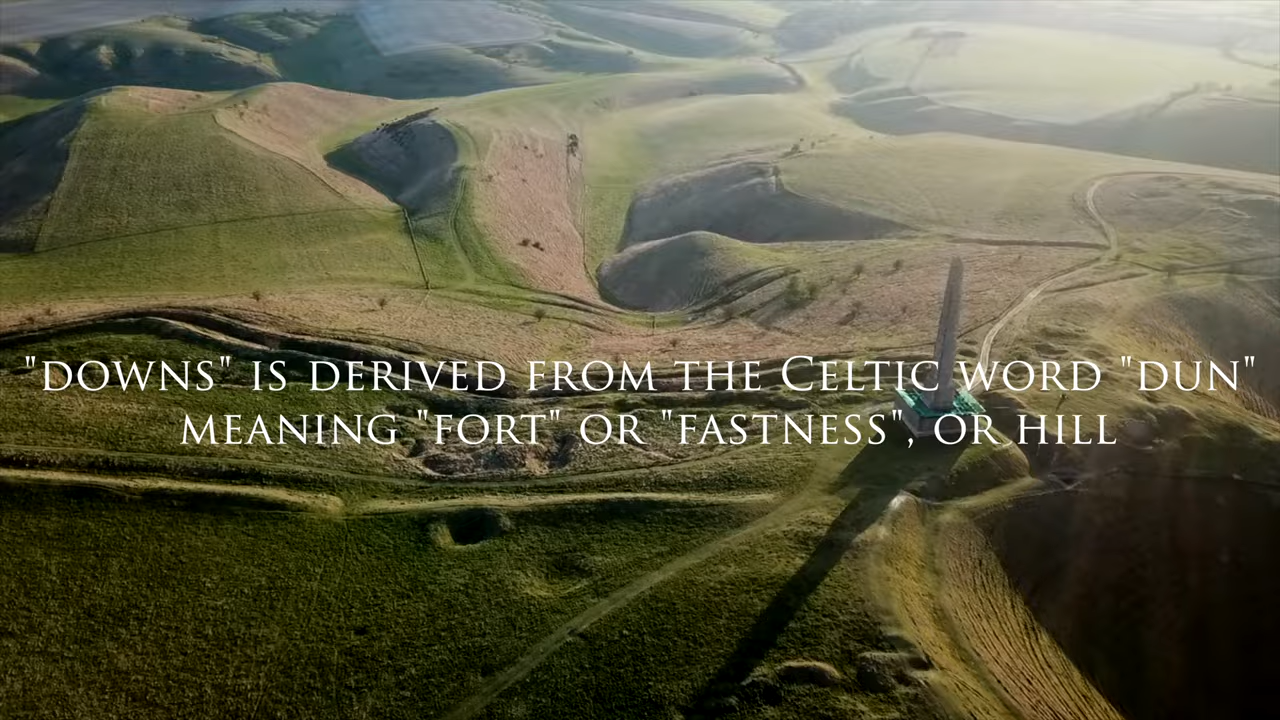 "DOWNS" IS DERIVED FROM THE CELTIC WORD "DUN"
MEANING "FORT" OR "FASTNESS", OR HILL